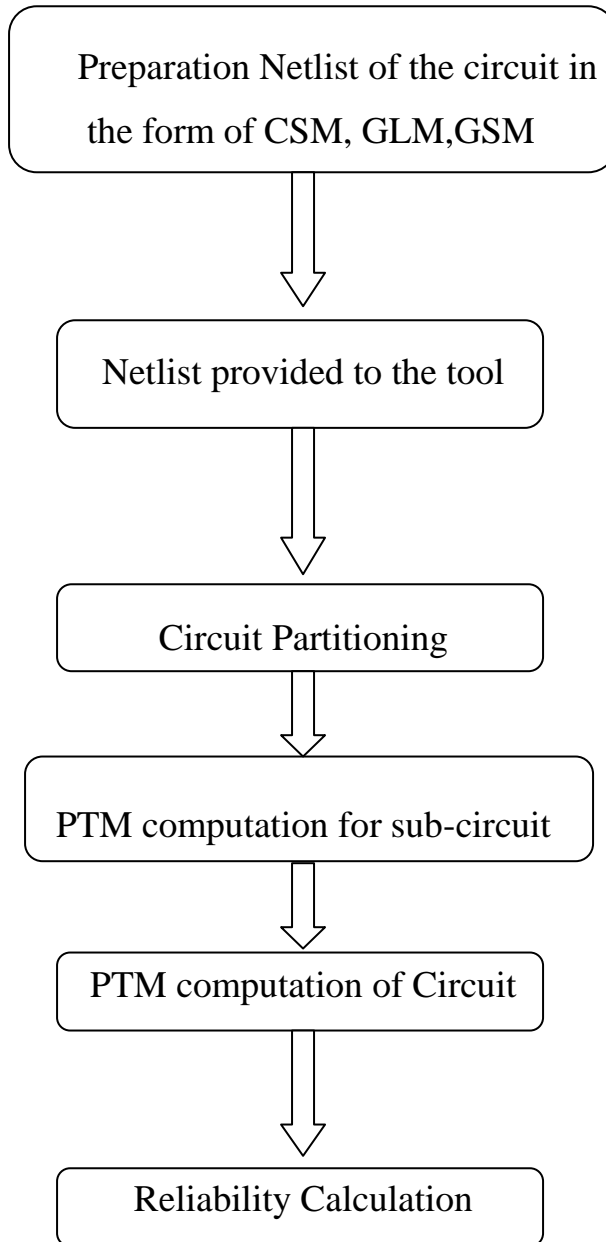 Preparation Netlist of the circuit in
the form of CSM, GLM,GSM
Netlist provided to the tool
Circuit Partitioning
PTM computation for sub-circuit
PTM computation of Circuit
Reliability Calculation